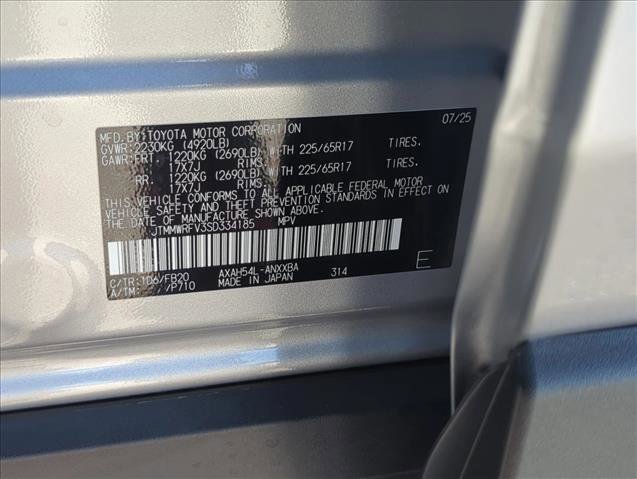 MFD.BY:TOYOTA MOTOR CORPORATION 07/25
GVWR:2230KG (4920LB)
GAWR:FRT. 1220KG (2690LB) WITH 225/65R17 TIRES.
17X7J RIMS.
RR. 1220KG (2690LB) WITH 225/65R17 TIRES.
17X7J RIMS.
THIS VEHICLE CONFORMS TO ALL APPLICABLE FEDERAL MOTOR
VEHICLE SAFETY AND THEFT PREVENTION STANDARDS IN EFFECT ON
THE DATE OF MANUFACTURE SHOWN ABOVE.
JTMMWRFV3SD334185 MPV
C/TR:1D6/FB20 AXAH54L-ANXXBA 314 E
A/TM: /P710 MADE IN JAPAN